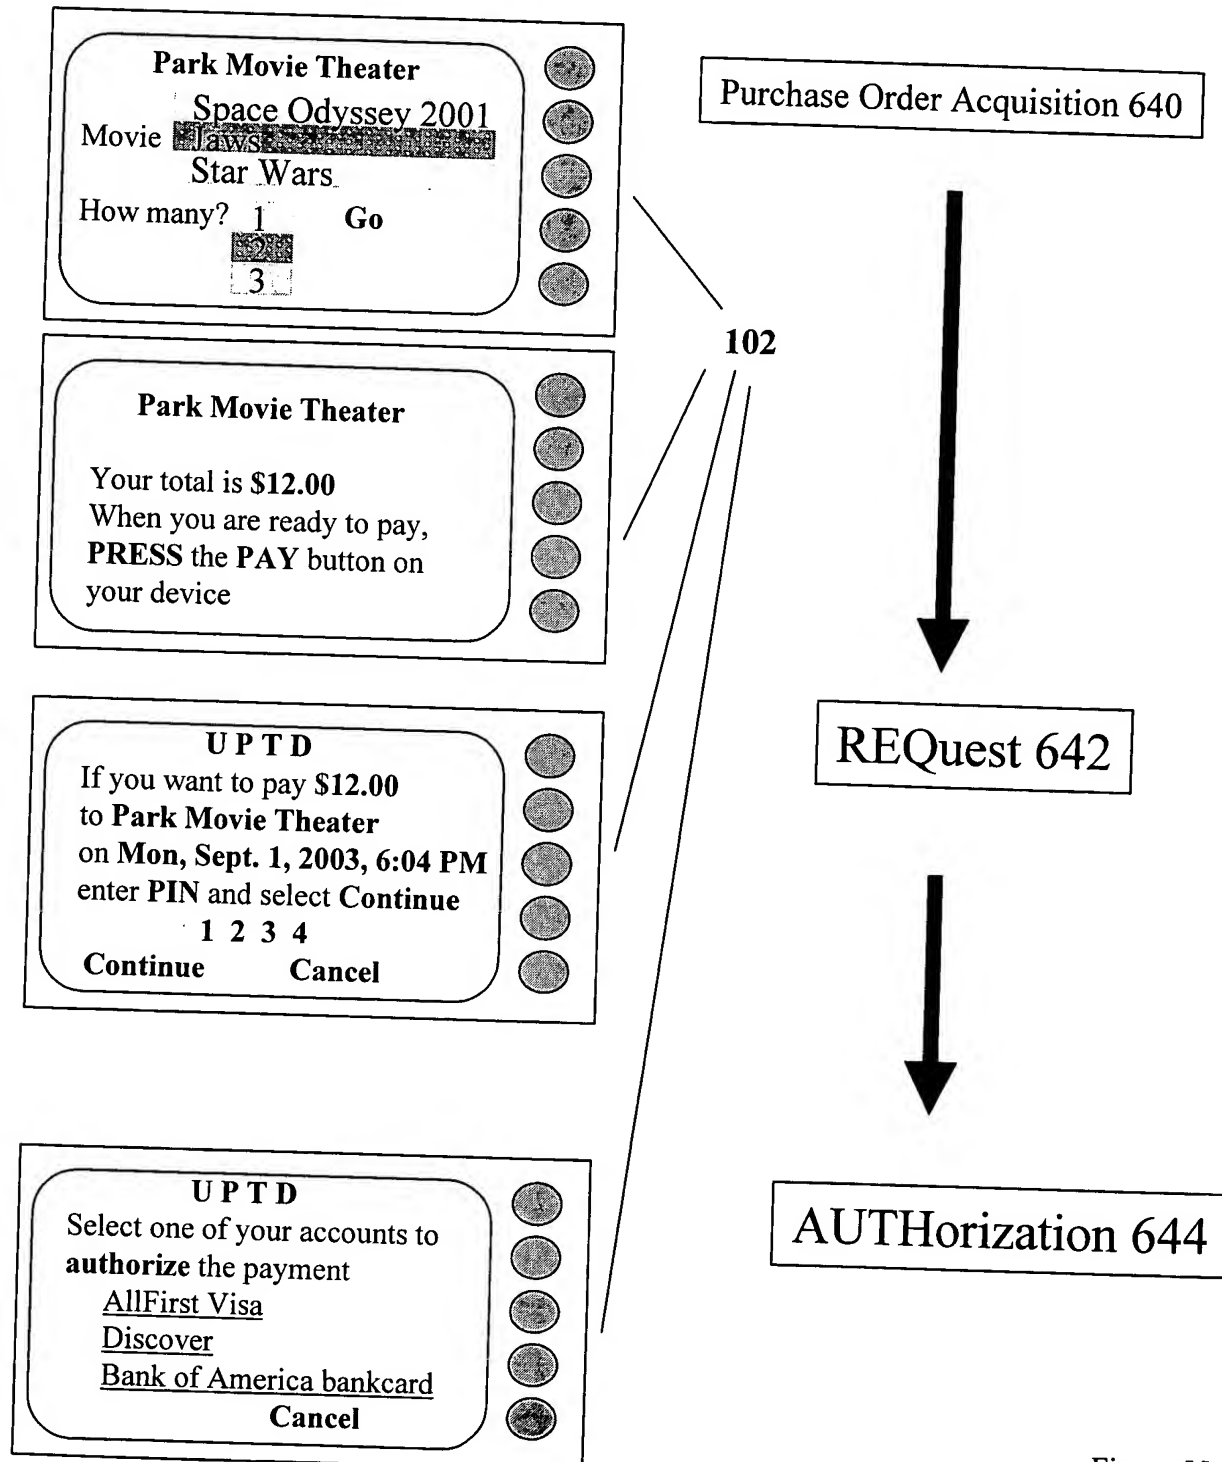 Park Movie Theater
Space Odyssey 2001
Movie Jaws
Star Wars
How many? 1 Go
2
3
Purchase Order Acquisition 640
102
Park Movie Theater
Your total is $12.00
When you are ready to pay,
PRESS the PAY button on
your device
REQuest 642
U P T D
If you want to pay $12.00
to Park Movie Theater
on Mon, Sept. 1, 2003, 6:04 PM
enter PIN and select Continue
1 2 3 4
Continue Cancel
AUTHorization 644
U P T D
Select one of your accounts to
authorize the payment
AllFirst Visa
Discover
Bank of America bankcard
Cancel